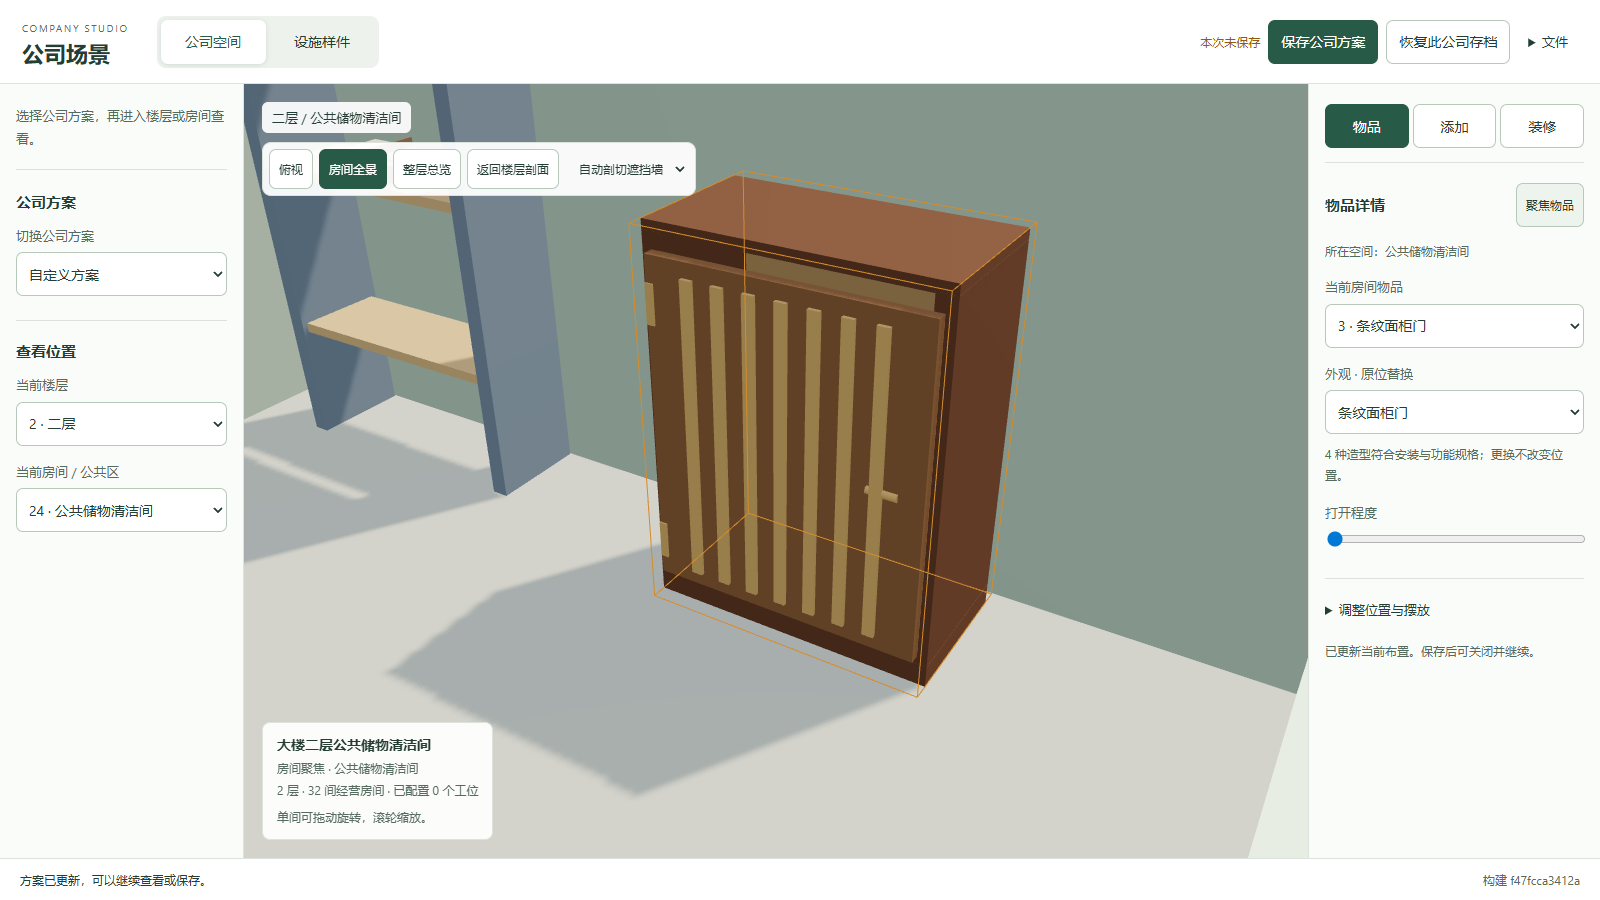 COMPANY STUDIO
公司场景
公司空间
设施样件
本次未保存
保存公司方案
恢复此公司存档
文件
选择公司方案，再进入楼层或房间查
看。
公司方案
切换公司方案
自定义方案
查看位置
当前楼层
2 · 二层
当前房间 / 公共区
24 · 公共储物清洁间
二层 / 公共储物清洁间
俯视
房间全景
整层总览
返回楼层剖面
自动剖切遮挡墙
大楼二层公共储物清洁间
房间聚焦 · 公共储物清洁间
2 层 · 32 间经营房间 · 已配置 0 个工位
单间可拖动旋转，滚轮缩放。
物品
添加
装修
物品详情
聚焦物品
所在空间：公共储物清洁间
当前房间物品
3 · 条纹面柜门
外观 · 原位替换
条纹面柜门
4 种造型符合安装与功能规格；更换不改变位
置。
打开程度
调整位置与摆放
已更新当前布置。保存后可关闭并继续。
方案已更新，可以继续查看或保存。
构建 f47fcca3412a